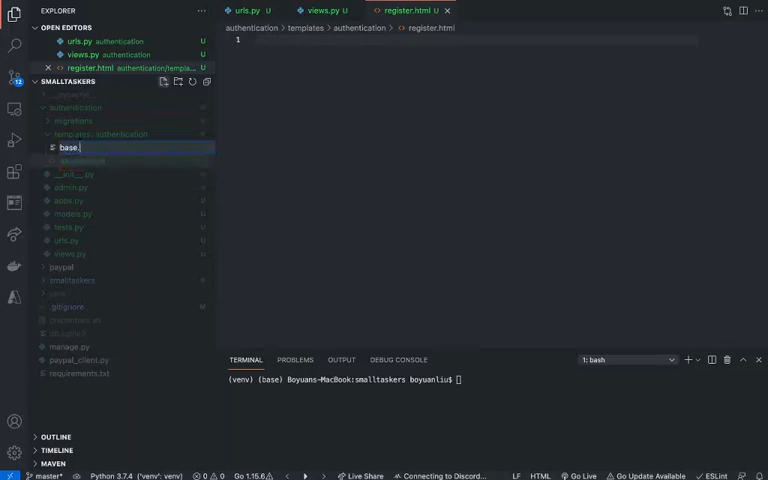 EXPLORER
urls.py U
views.py U
register.html U
OPEN EDITORS
urls.py authentication U
views.py authentication U
register.html authentication/templa... U
authentication > templates > authentication > register.html
1
SMALLTASKERS
__pycache__
authentication
migrations
templates / authentication
base.
__init__.py
admin.py U
apps.py U
models.py U
tests.py U
urls.py U
views.py U
paypal
smalltaskers
venv
.gitignore
db.sqlite3
manage.py
paypal_client.py
requirements.txt
TERMINAL PROBLEMS OUTPUT DEBUG CONSOLE
1: bash
(venv) (base) Boyuans-MacBook:smalltaskers boyuanliu$
12
OUTLINE
TIMELINE
MAVEN
master* Python 3.7.4 ('venv': venv) 0 0 Go 1.15.6 Live Share Connecting to Discord... LF HTML Go Live Go Update Available ESLint